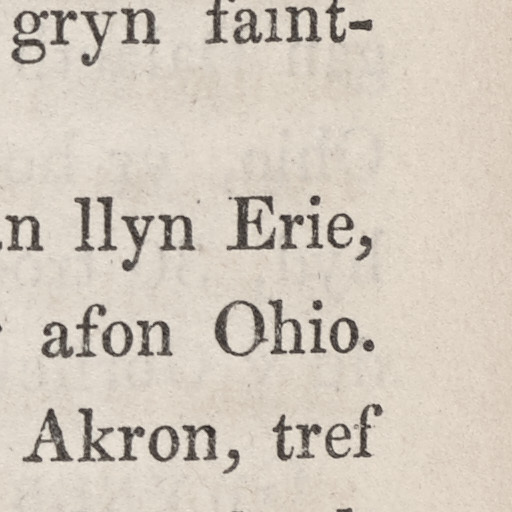 gryn faint-
llyn Erie,
afon Ohio.
Akron, tref